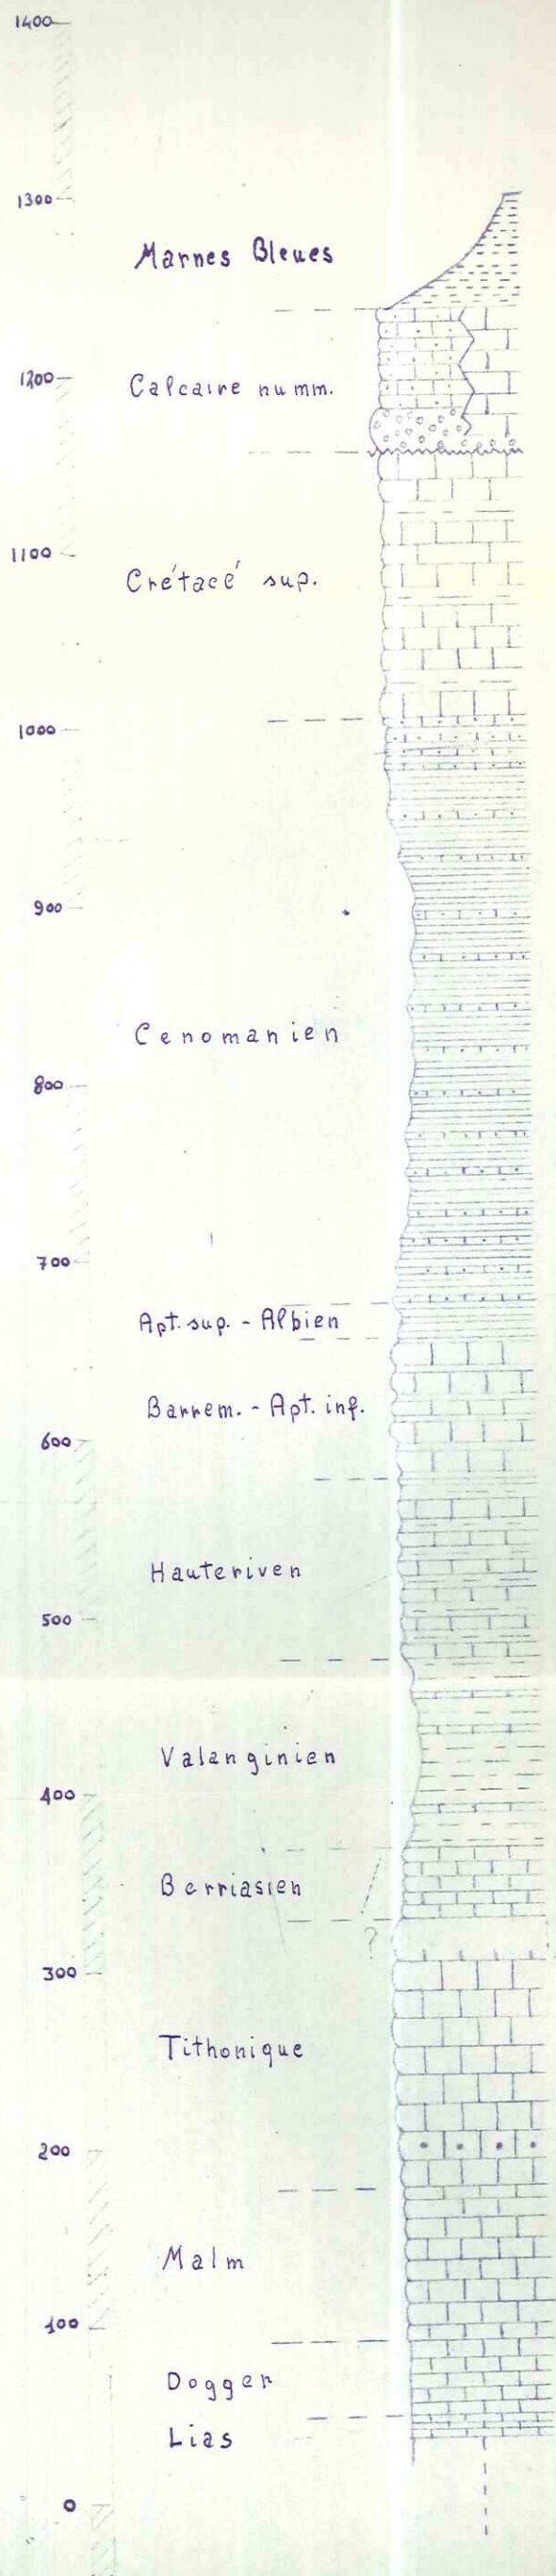 1400
1300
Marnes Bleues
1200
Calcaire numm.
1100
Crétacé sup.
1000
900
Cenomanien
800
700
Apt. sup. - Albien
Barrem. - Apt. inf.
600
Hauteriven
500
Valanginien
400
Berriasien
?
300
Tithonique
200
Malm
100
Dogger
Lias
0